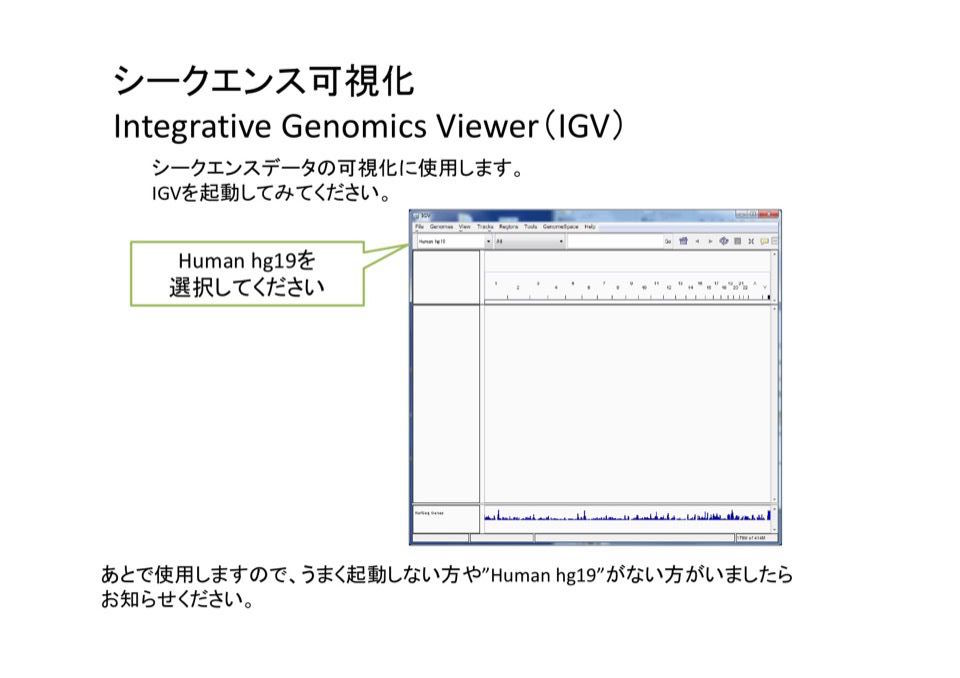 シークエンス可視化
Integrative Genomics Viewer（IGV）
シークエンスデータの可視化に使用します。
IGVを起動してみてください。
IGV
File Genomes View Tracks Regions Tools GenomeSpace Help
Human hg19 All Go
Human hg19を
選択してください
1 2 3 4 5 6 7 8 9 10 11 12 13 14 15 16 17 18 19 20 21 22 X Y
RefSeq Genes
あとで使用しますので、うまく起動しない方や”Human hg19”がない方がいましたら
お知らせください。